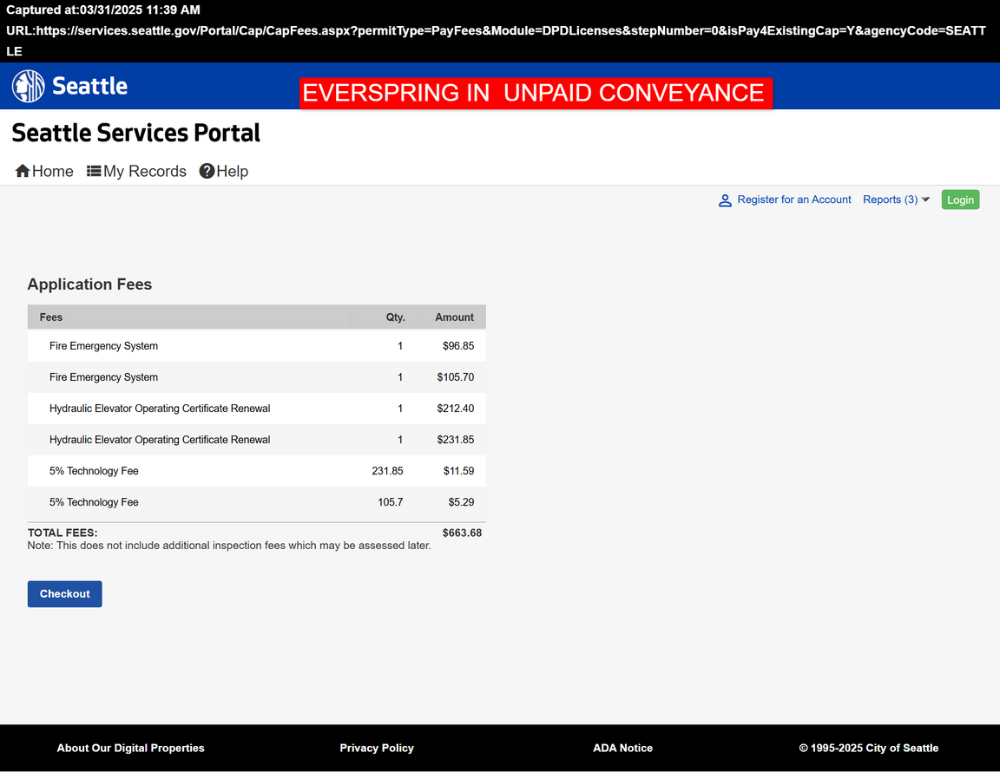 Captured at:03/31/2025 11:39 AM
URL:https://services.seattle.gov/Portal/Cap/CapFees.aspx?permitType=PayFees&Module=DPDLicenses&stepNumber=0&isPay4ExistingCap=Y&agencyCode=SEATT
LE
Seattle
EVERSPRING IN  UNPAID CONVEYANCE
Seattle Services Portal
Home My Records Help
Register for an Account Reports (3) Login
Application Fees
Fees Qty. Amount
Fire Emergency System 1 $96.85
Fire Emergency System 1 $105.70
Hydraulic Elevator Operating Certificate Renewal 1 $212.40
Hydraulic Elevator Operating Certificate Renewal 1 $231.85
5% Technology Fee 231.85 $11.59
5% Technology Fee 105.7 $5.29
TOTAL FEES: $663.68
Note: This does not include additional inspection fees which may be assessed later.
Checkout
About Our Digital Properties Privacy Policy ADA Notice © 1995-2025 City of Seattle